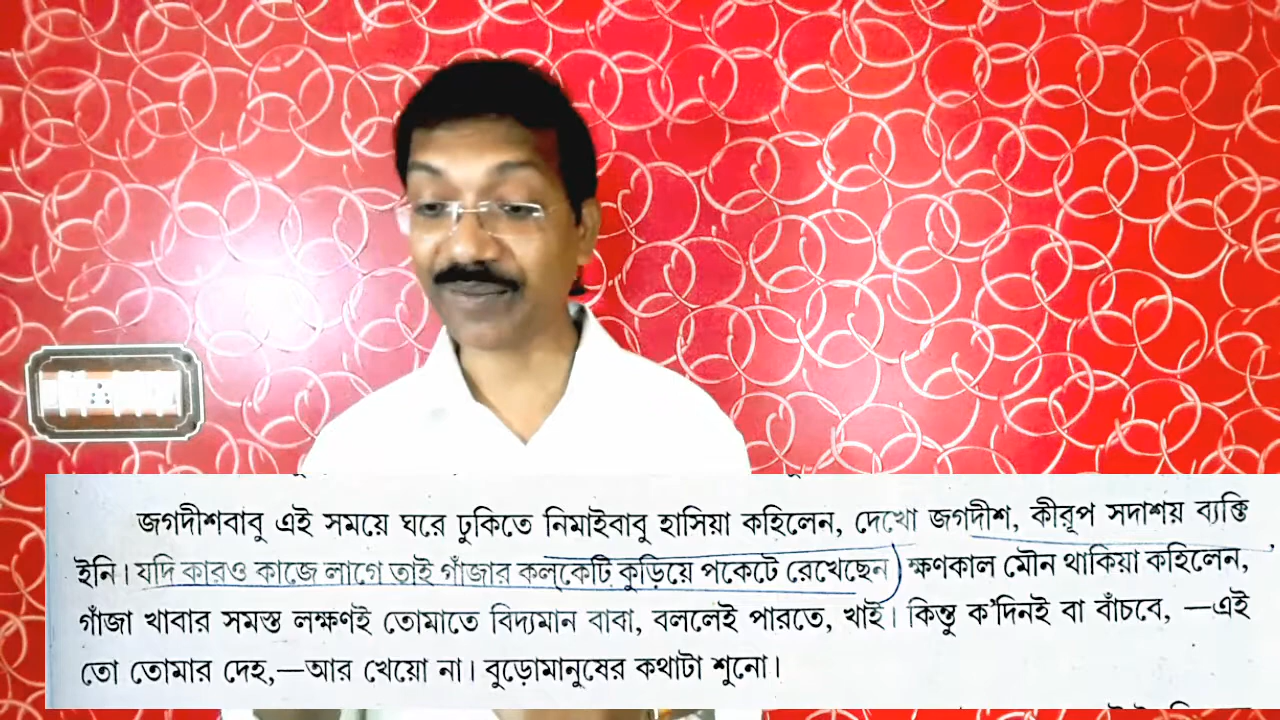 জগদীশবাবু এই সময়ে ঘরে ঢুকিতে নিমাইবাবু হাসিয়া কহিলেন, দেখো জগদীশ, কীরূপ সদাশয় ব্যক্তি
ইনি। যদি কারও কাজে লাগে তাই গাঁজার কল্‌কেটি কুড়িয়ে পকেটে রেখেছেন। ক্ষণকাল মৌন থাকিয়া কহিলেন,
গাঁজা খাবার সমস্ত লক্ষণই তোমাতে বিদ্যমান বাবা, বললেই পারতে, খাই। কিন্তু ক'দিনই বা বাঁচবে, —এই
তো তোমার দেহ,—আর খেয়ো না। বুড়োমানুষের কথাটা শুনো।